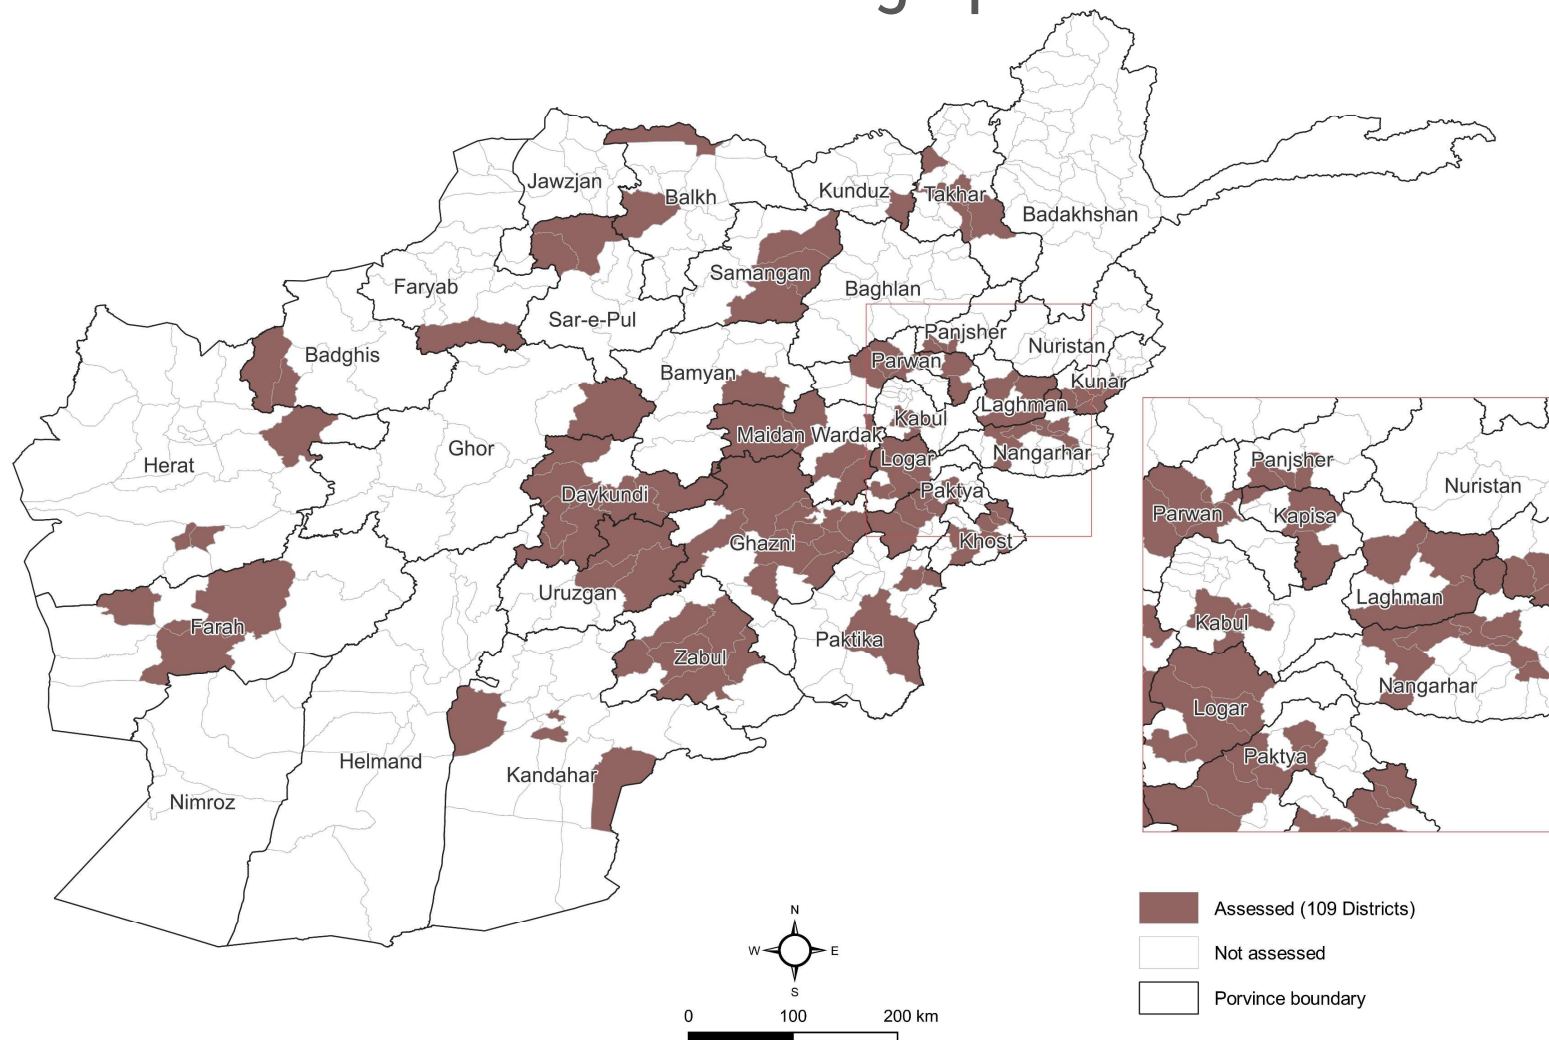 Jawzjan
Balkh
Kunduz
Takhar
Badakhshan
Faryab
Samangan
Baghlan
Sar-e-Pul
Badghis
Panjsher
Nuristan
Parwan
Bamyan
Kunar
Laghman
Kabul
Maidan Wardak
Ghor
Herat
Nangarhar
Logar
Daykundi
Paktya
Ghazni
Khost
Uruzgan
Farah
Paktika
Zabul
Helmand
Kandahar
Nimroz
Panjsher
Nuristan
Parwan
Kapisa
Laghman
Kabul
Nangarhar
Logar
Paktya
Assessed (109 Districts)
Not assessed
Porvince boundary
N
W E
S
0 100 200 km